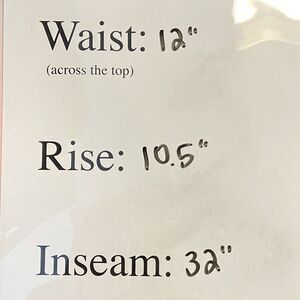 Waist: 12"
(across the top)
Rise: 10.5"
Inseam: 32"